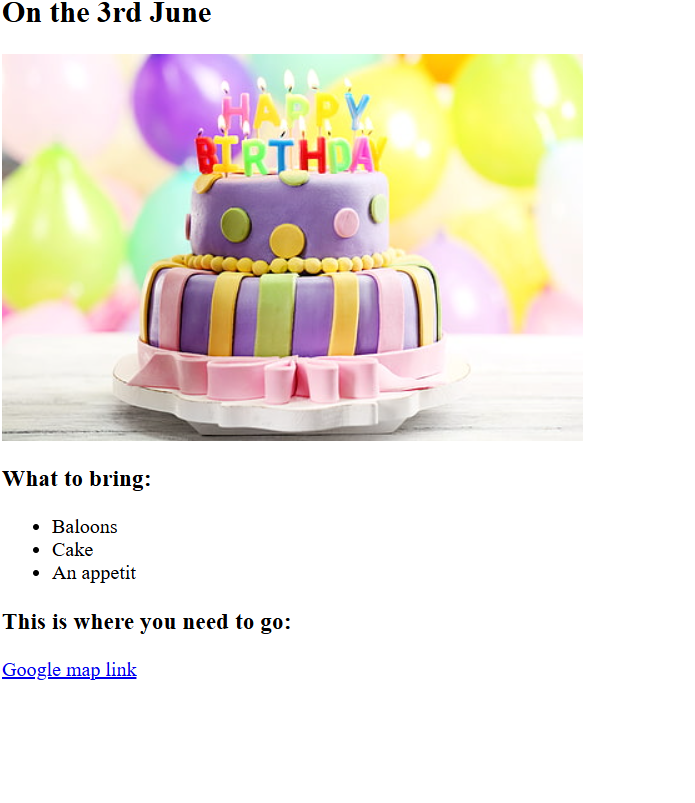 On the 3rd June
HAPPY
BIRTHDAY
What to bring:
Baloons
Cake
An appetit
This is where you need to go:
Google map link